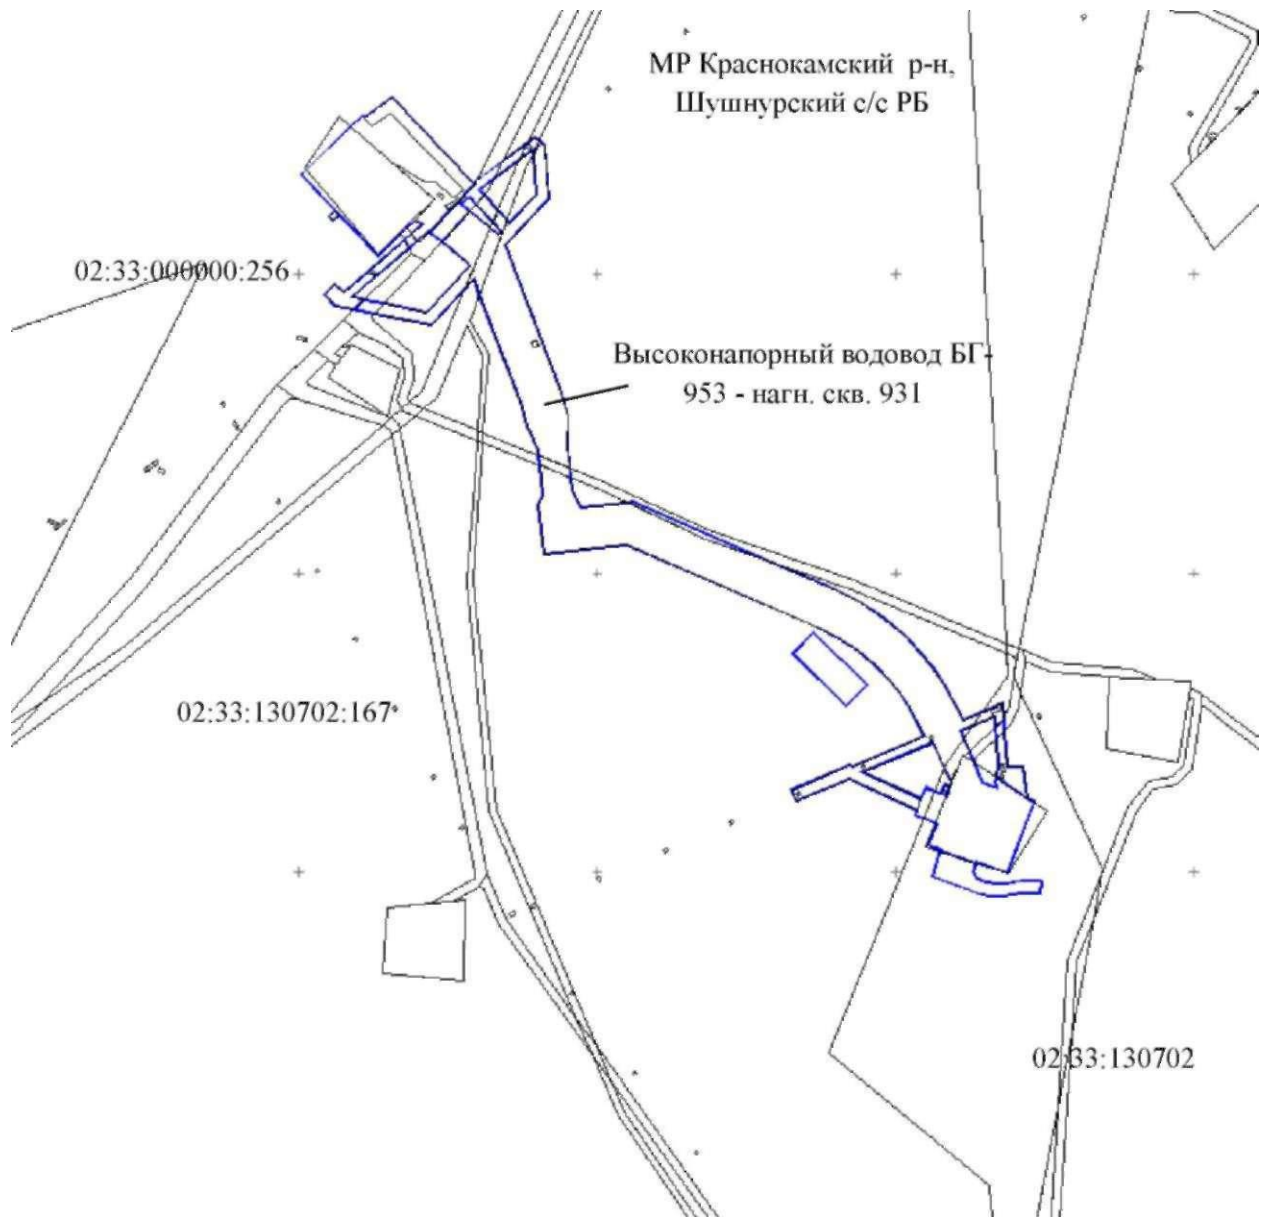 МР Краснокамский р-н,
Шушнурский с/с РБ
02:33:000000:256
Высоконапорный водовод БГ-
953 - нагн. скв. 931
02:33:130702:167
02:33:130702